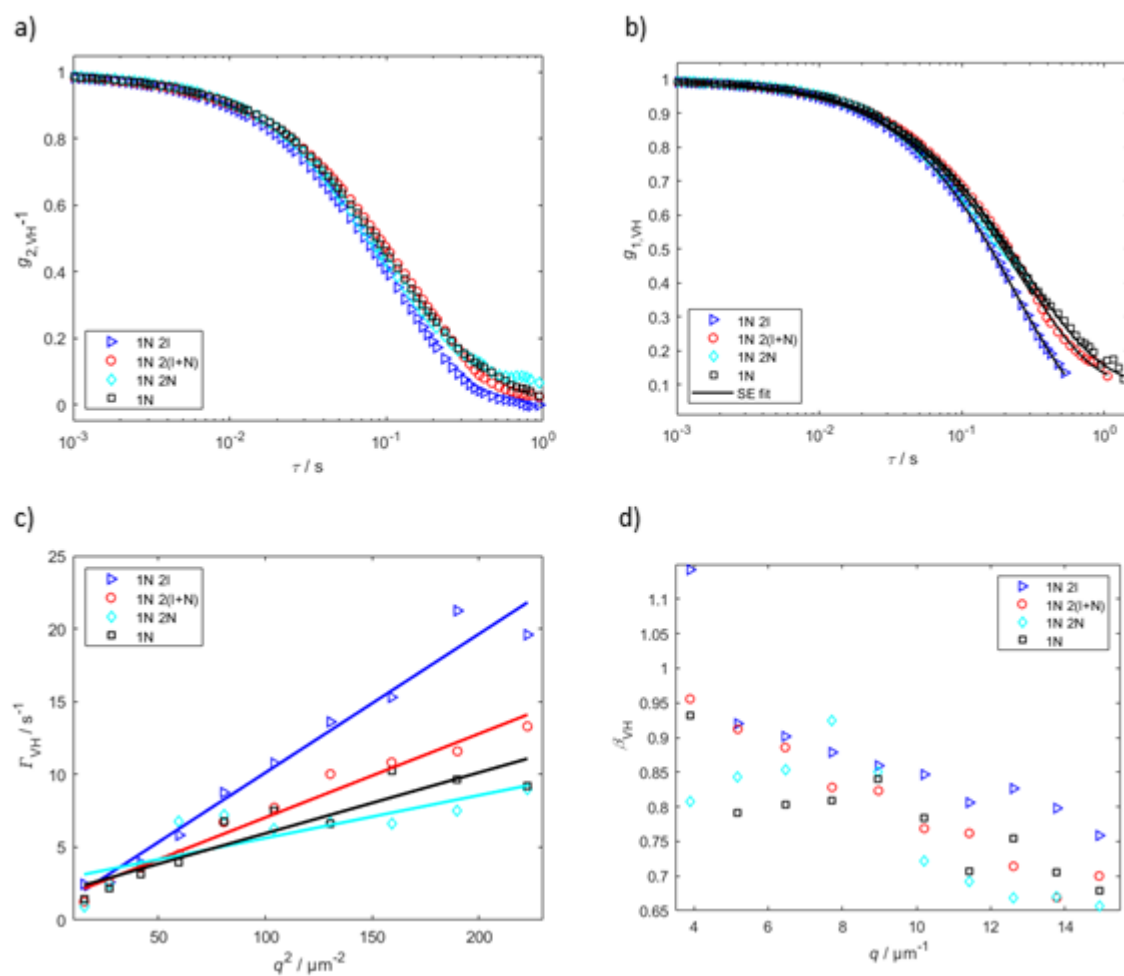 a)
g2,VH-1
1
0.8
0.6
0.4
0.2
0
1N 2I
1N 2(I+N)
1N 2N
1N
10-3
10-2
10-1
100
τ / s
b)
g1,VH
1
0.9
0.8
0.7
0.6
0.5
0.4
0.3
0.2
0.1
1N 2I
1N 2(I+N)
1N 2N
1N
SE fit
10-3
10-2
10-1
100
τ / s
c)
ΓVH / s-1
25
20
15
10
5
0
1N 2I
1N 2(I+N)
1N 2N
1N
50
100
150
200
q2 / μm-2
d)
βVH
1.1
1.05
1
0.95
0.9
0.85
0.8
0.75
0.7
0.65
1N 2I
1N 2(I+N)
1N 2N
1N
4
6
8
10
12
14
q / μm-1